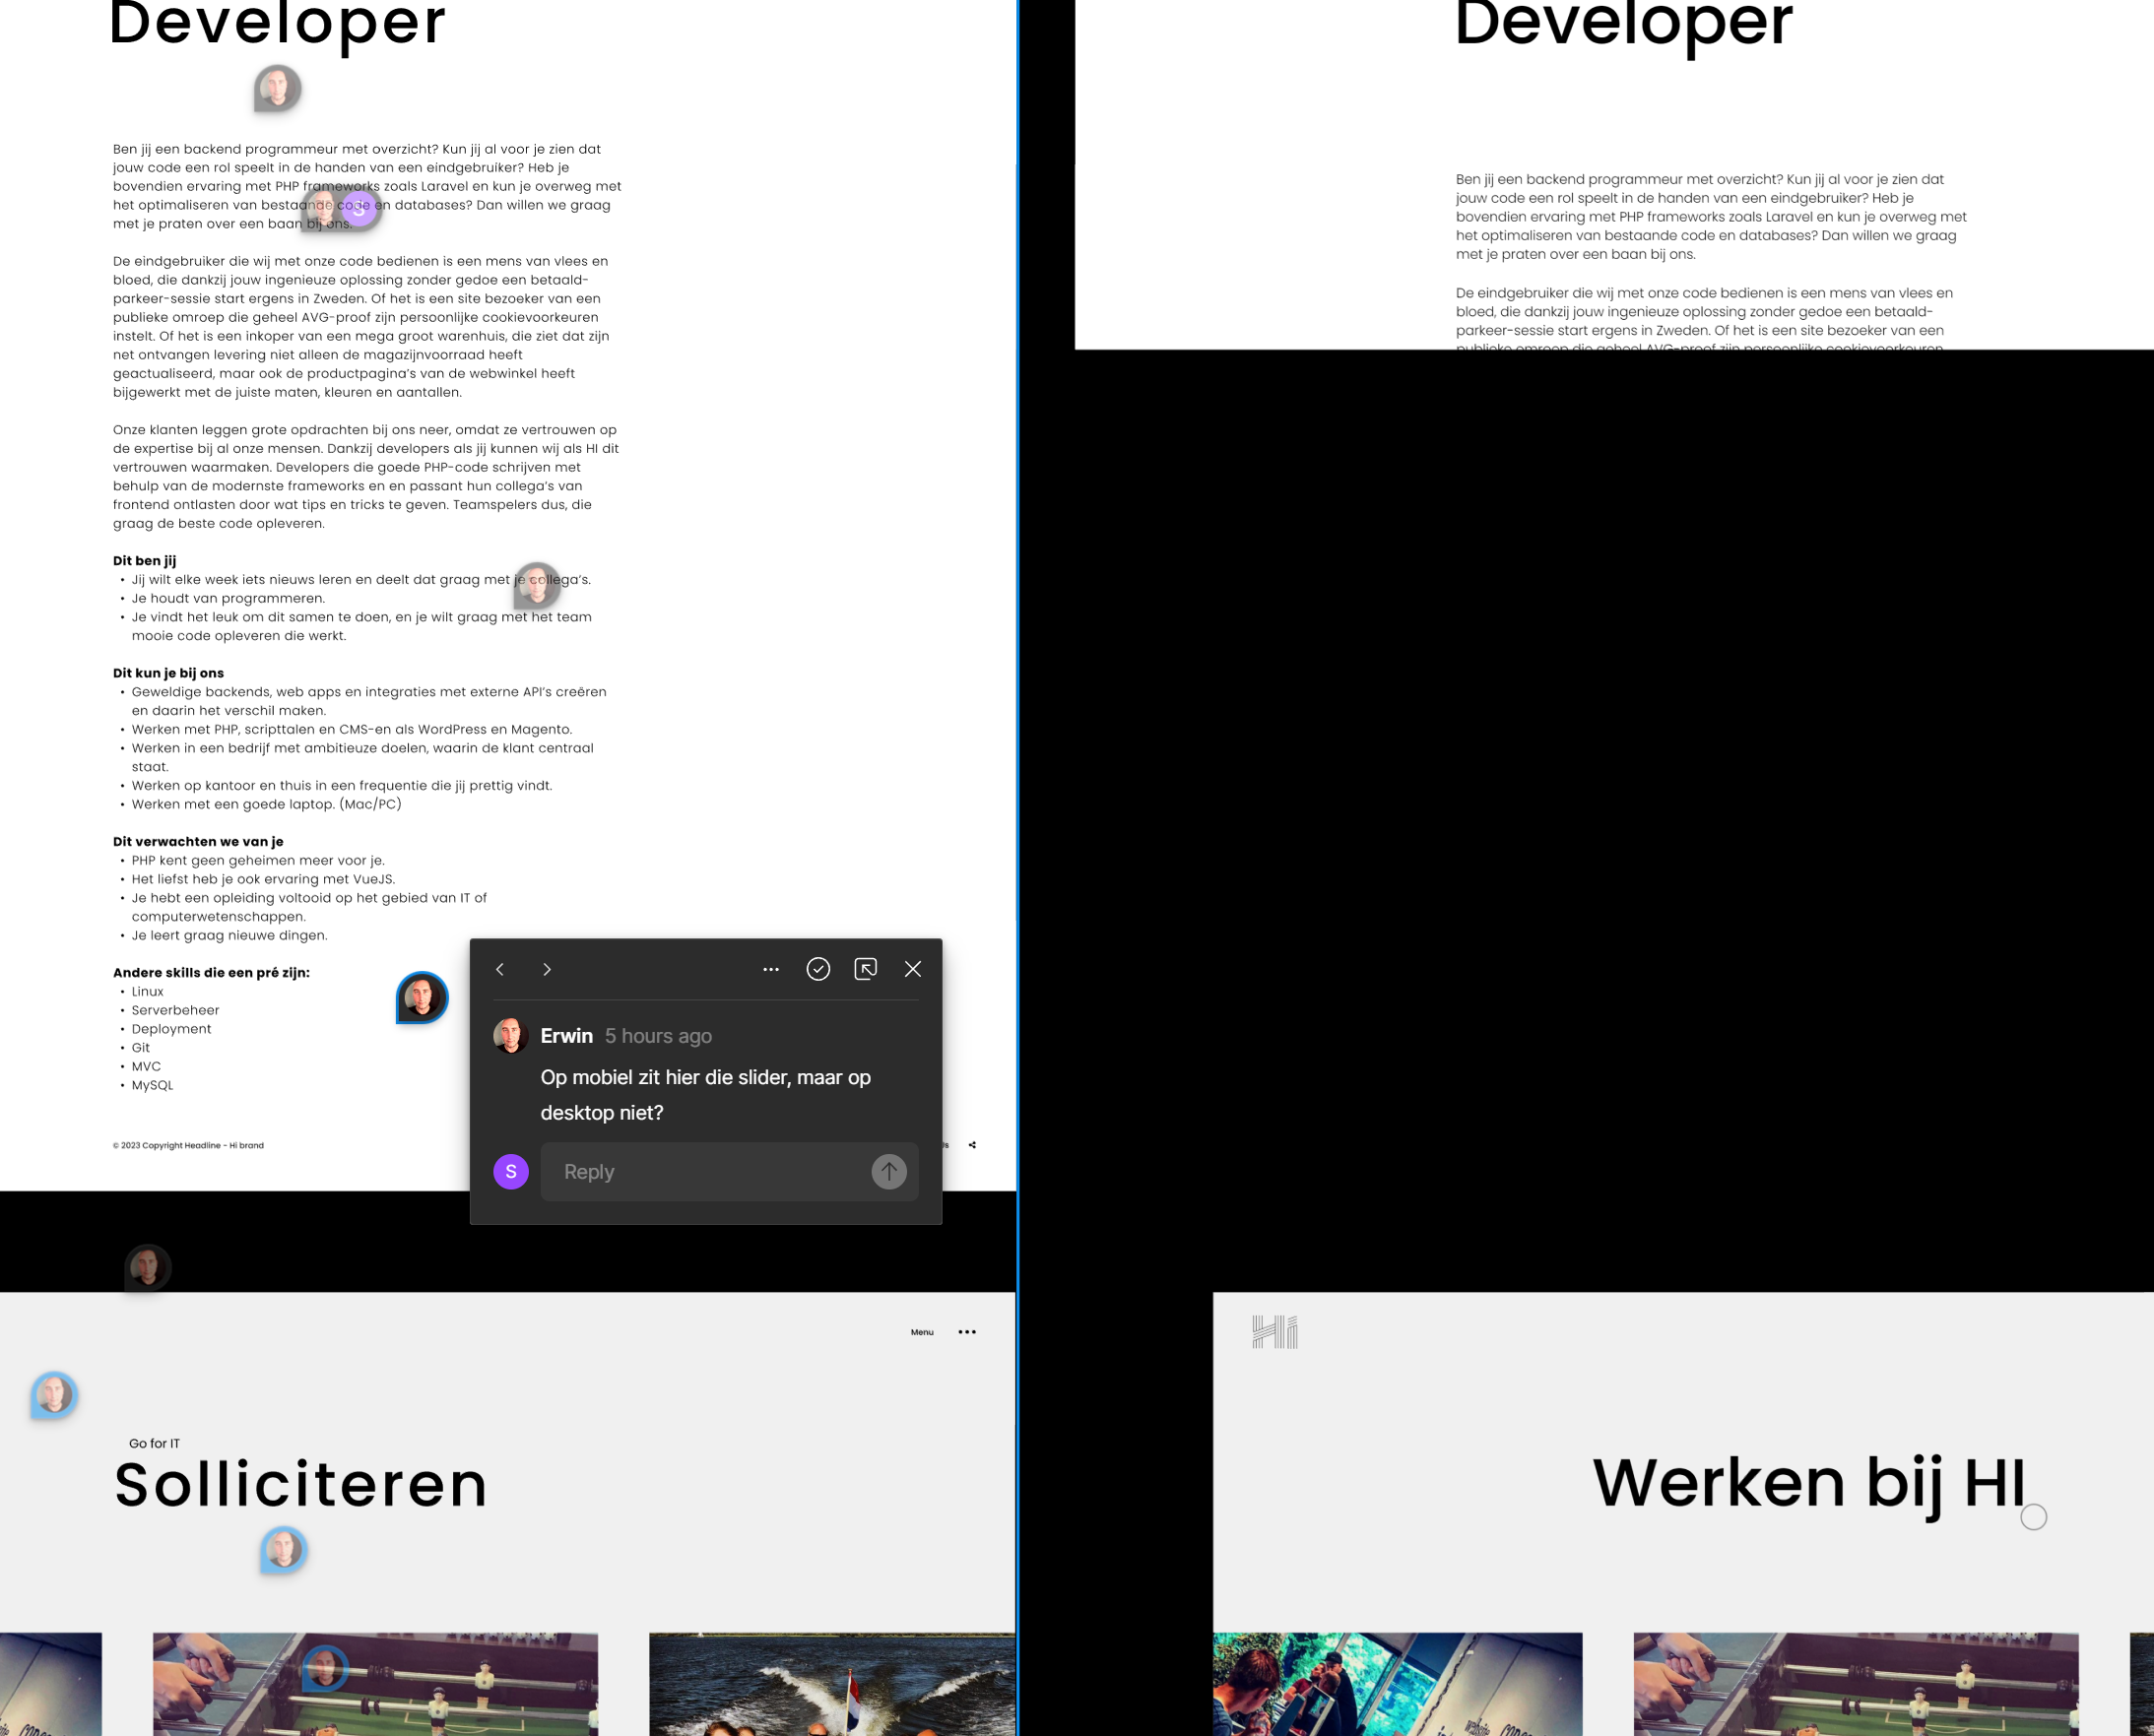 Developer
Ben jij een backend programmeur met overzicht? Kun jij al voor je zien dat
jouw code een rol speelt in de handen van een eindgebruiker? Heb je
bovendien ervaring met PHP frameworks zoals Laravel en kun je overweg met
het optimaliseren van bestaande code en databases? Dan willen we graag
met je praten over een baan bij ons.
S
De eindgebruiker die wij met onze code bedienen is een mens van vlees en
bloed, die dankzij jouw ingenieuze oplossing zonder gedoe een betaald-
parkeer-sessie start ergens in Zweden. Of het is een site bezoeker van een
publieke omroep die geheel AVG-proof zijn persoonlijke cookievoorkeuren
instelt. Of het is een inkoper van een mega groot warenhuis, die ziet dat zijn
net ontvangen levering niet alleen de magazijnvoorraad heeft
geactualiseerd, maar ook de productpagina's van de webwinkel heeft
bijgewerkt met de juiste maten, kleuren en aantallen.
Onze klanten leggen grote opdrachten bij ons neer, omdat ze vertrouwen op
de expertise bij al onze mensen. Dankzij developers als jij kunnen wij als HI dit
vertrouwen waarmaken. Developers die goede PHP-code schrijven met
behulp van de modernste frameworks en en passant hun collega's van
frontend ontlasten door wat tips en tricks te geven. Teamspelers dus, die
graag de beste code opleveren.
Dit ben jij
• Jij wilt elke week iets nieuws leren en deelt dat graag met je collega's.
• Je houdt van programmeren.
• Je vindt het leuk om dit samen te doen, en je wilt graag met het team
mooie code opleveren die werkt.
Dit kun je bij ons
• Geweldige backends, web apps en integraties met externe API's creëren
en daarin het verschil maken.
• Werken met PHP, scripttalen en CMS-en als WordPress en Magento.
• Werken in een bedrijf met ambitieuze doelen, waarin de klant centraal
staat.
• Werken op kantoor en thuis in een frequentie die jij prettig vindt.
• Werken met een goede laptop. (Mac/PC)
Dit verwachten we van je
• PHP kent geen geheimen meer voor je.
• Het liefst heb je ook ervaring met VueJS.
• Je hebt een opleiding voltooid op het gebied van IT of
computerwetenschappen.
• Je leert graag nieuwe dingen.
Andere skills die een pré zijn:
• Linux
• Serverbeheer
• Deployment
• Git
• MVC
• MySQL
© 2023 Copyright Headline - Hi brand
Erwin 5 hours ago
Op mobiel zit hier die slider, maar op
desktop niet?
S
Reply
Menu
Go for IT
Solliciteren
Developer
Ben jij een backend programmeur met overzicht? Kun jij al voor je zien dat
jouw code een rol speelt in de handen van een eindgebruiker? Heb je
bovendien ervaring met PHP frameworks zoals Laravel en kun je overweg met
het optimaliseren van bestaande code en databases? Dan willen we graag
met je praten over een baan bij ons.
De eindgebruiker die wij met onze code bedienen is een mens van vlees en
bloed, die dankzij jouw ingenieuze oplossing zonder gedoe een betaald-
parkeer-sessie start ergens in Zweden. Of het is een site bezoeker van een
publieke omroep die geheel AVG-proof zijn persoonlijke cookievoorkeuren
Hi
Werken bij HI